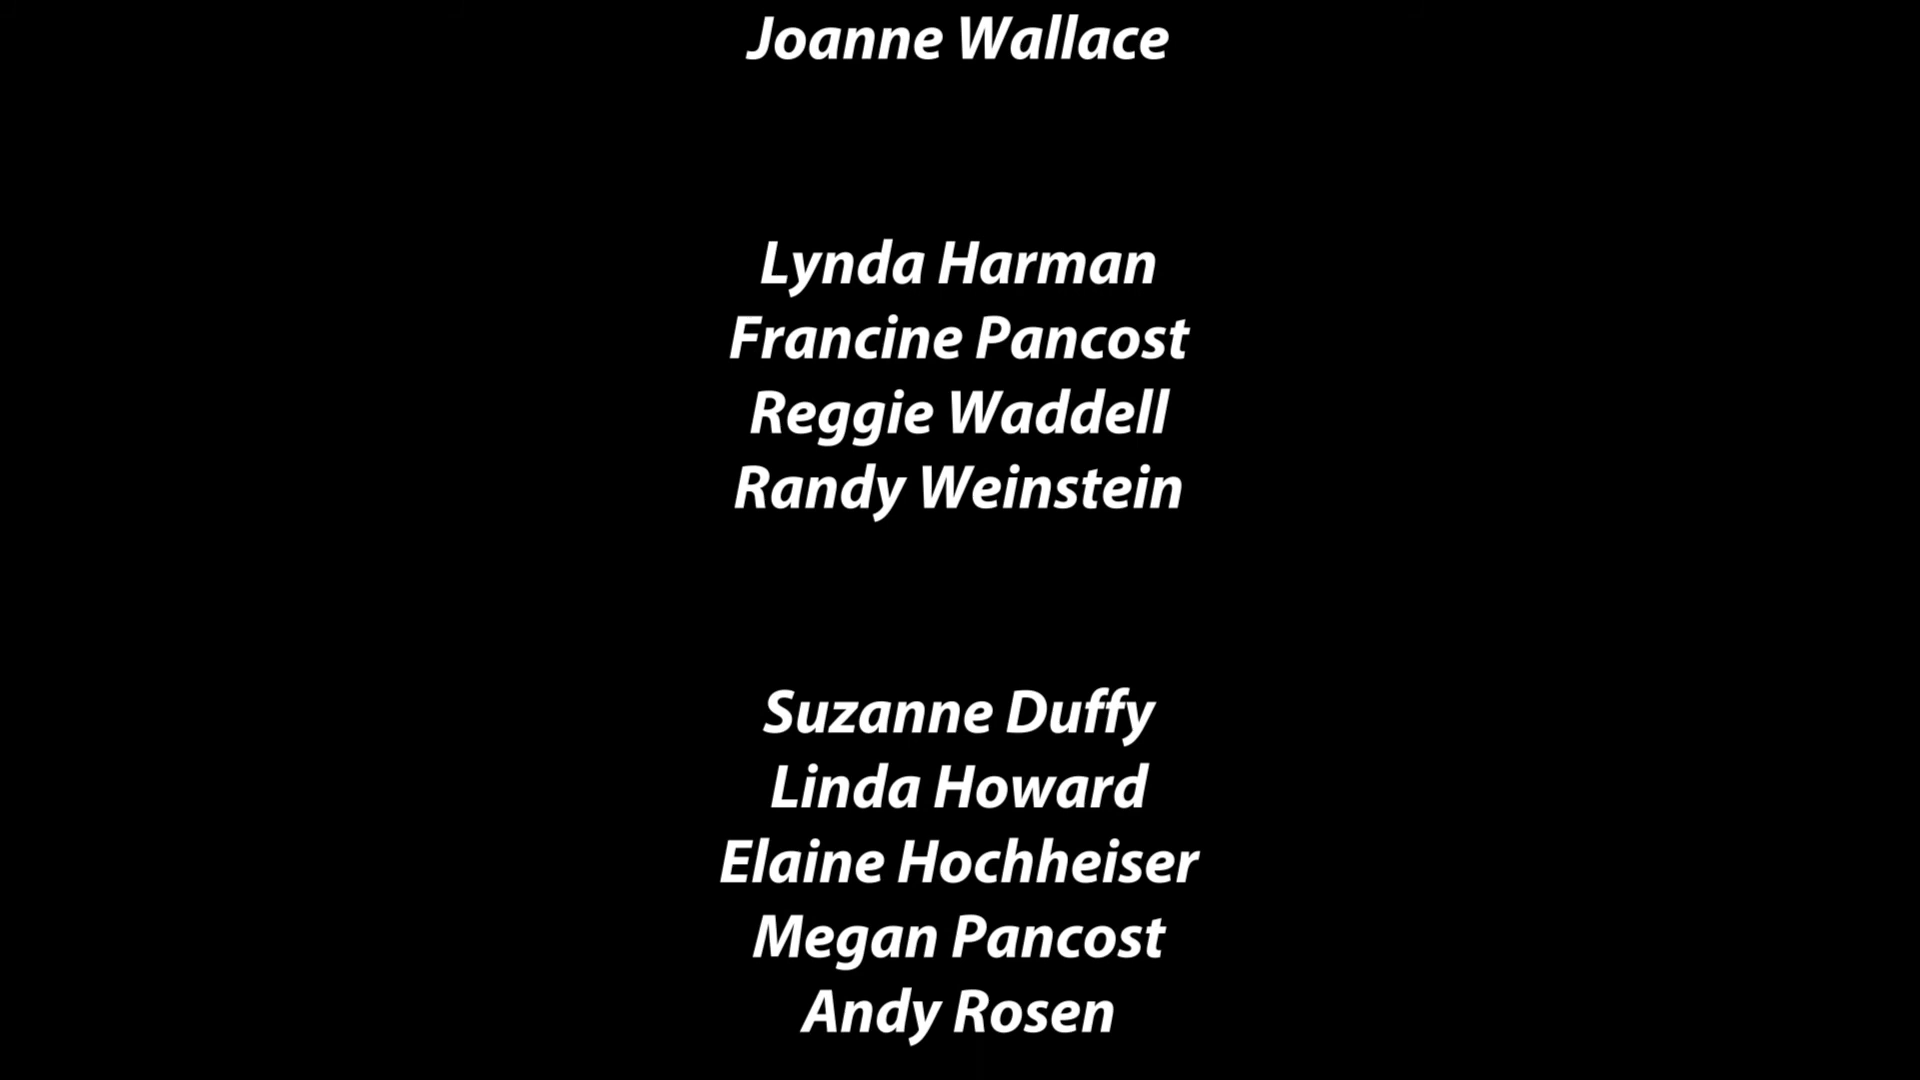 Joanne Wallace
Lynda Harman
Francine Pancost
Reggie Waddell
Randy Weinstein
Suzanne Duffy
Linda Howard
Elaine Hochheiser
Megan Pancost
Andy Rosen